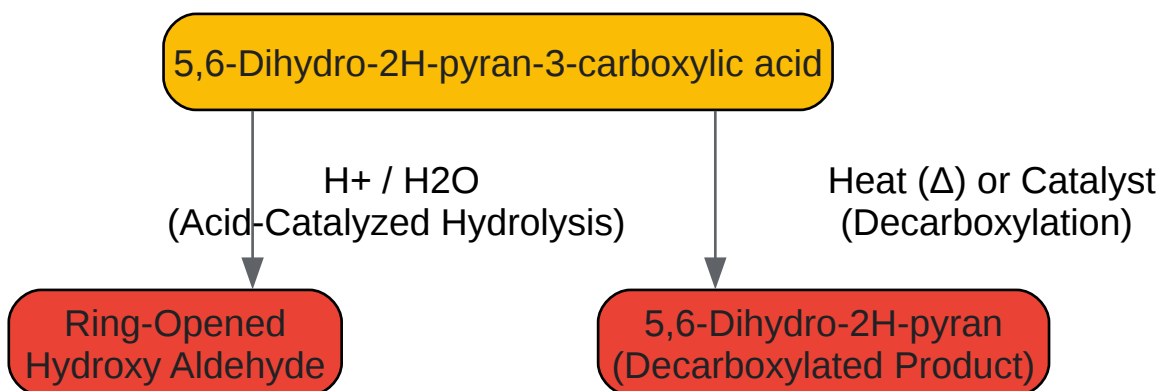 5,6-Dihydro-2H-pyran-3-carboxylic acid
H+ / H2O
(Acid-Catalyzed Hydrolysis)
Heat (Δ) or Catalyst
(Decarboxylation)
Ring-Opened
Hydroxy Aldehyde
5,6-Dihydro-2H-pyran
(Decarboxylated Product)